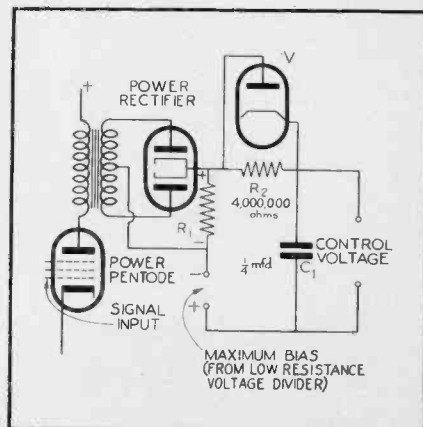 +
POWER
RECTIFIER
V
+
R₂
4,000,000
ohms
R₁
−
−
+
¼ mfd
C₁
CONTROL
VOLTAGE
POWER
PENTODE
SIGNAL
INPUT
MAXIMUM BIAS
(FROM LOW RESISTANCE
VOLTAGE DIVIDER)